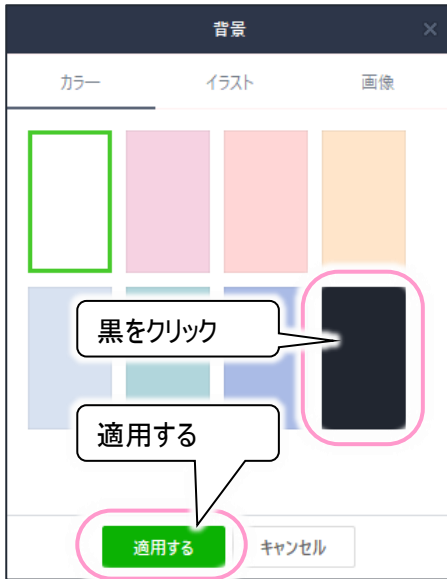 背景
カラー
イラスト
画像
黒をクリック
適用する
適用する
キャンセル